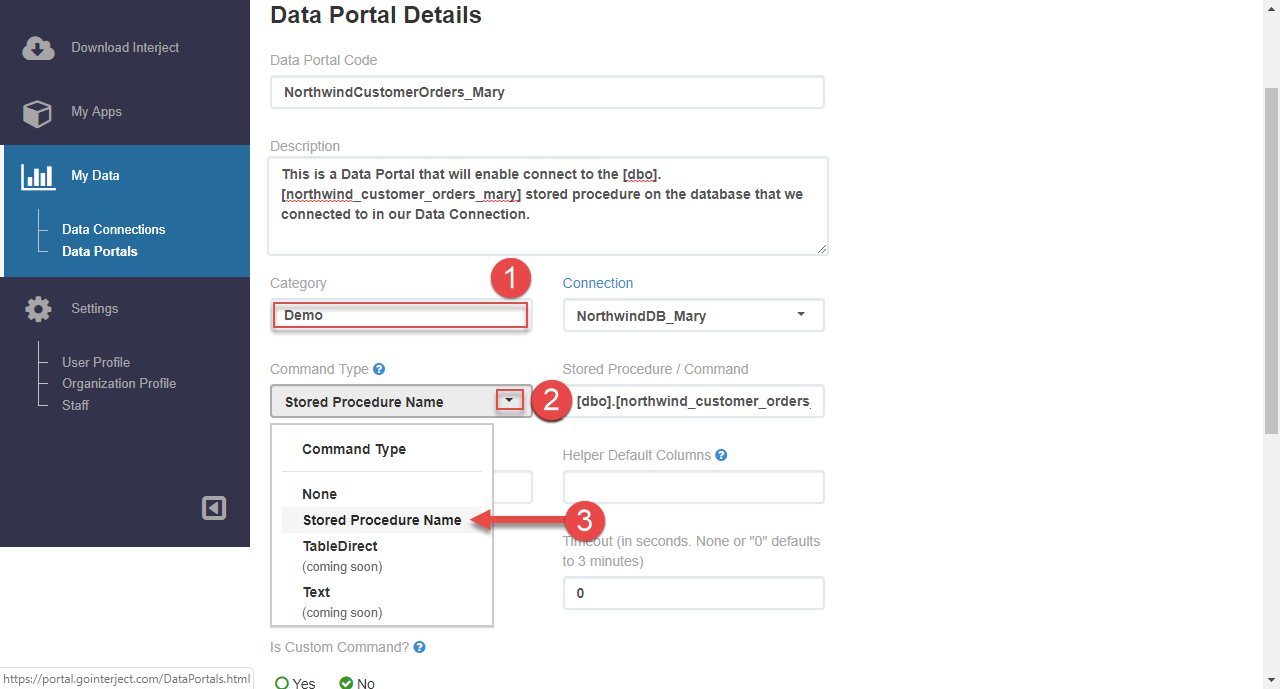 Download Interject
My Apps
My Data
Data Connections
Data Portals
Settings
User Profile
Organization Profile
Staff
Data Portal Details
Data Portal Code
NorthwindCustomerOrders_Mary
Description
This is a Data Portal that will enable connect to the [dbo].
[northwind_customer_orders_mary] stored procedure on the database that we
connected to in our Data Connection.
Category
1
Connection
Demo
NorthwindDB_Mary
Command Type
Stored Procedure / Command
Stored Procedure Name
2
[dbo].[northwind_customer_orders_
Command Type
Helper Default Columns
None
Stored Procedure Name
3
TableDirect
(coming soon)
Text
(coming soon)
Timeout (in seconds. None or "0" defaults
to 3 minutes)
0
Is Custom Command?
Yes
No
https://portal.gointerject.com/DataPortals.html